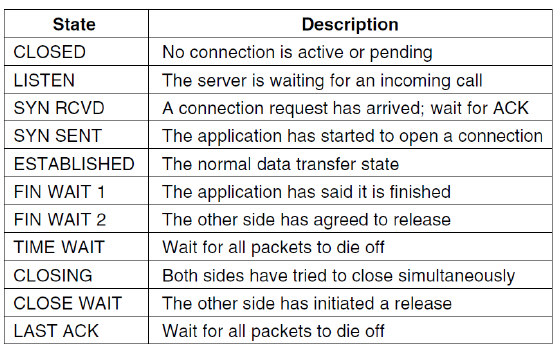 State Description
CLOSED No connection is active or pending
LISTEN The server is waiting for an incoming call
SYN RCVD A connection request has arrived; wait for ACK
SYN SENT The application has started to open a connection
ESTABLISHED The normal data transfer state
FIN WAIT 1 The application has said it is finished
FIN WAIT 2 The other side has agreed to release
TIME WAIT Wait for all packets to die off
CLOSING Both sides have tried to close simultaneously
CLOSE WAIT The other side has initiated a release
LAST ACK Wait for all packets to die off